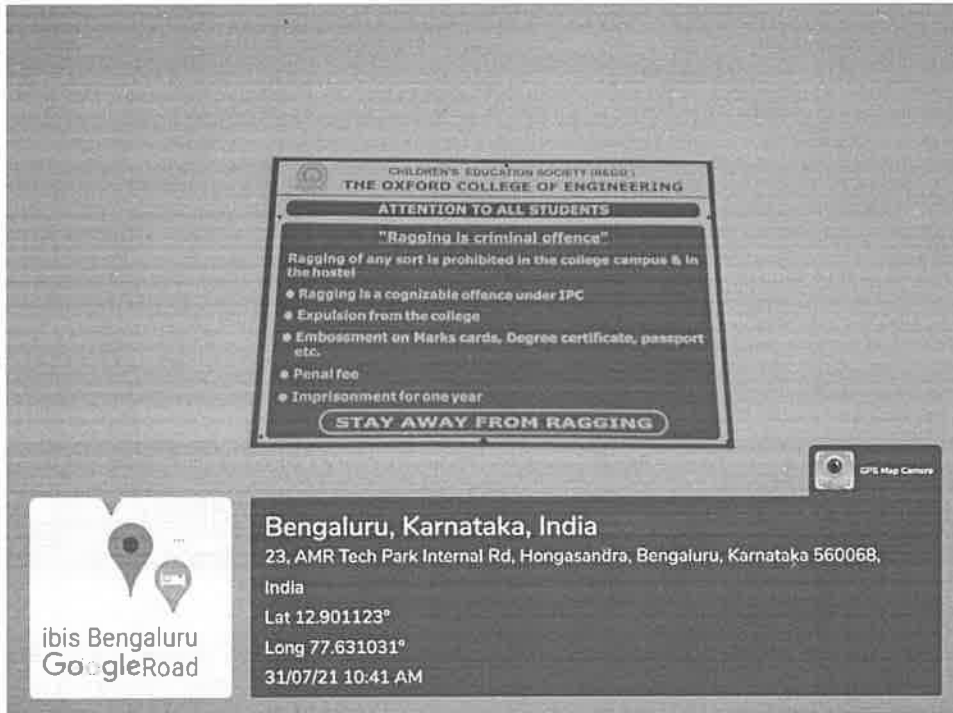 CHILDREN'S EDUCATION SOCIETY (REGD.)
THE OXFORD COLLEGE OF ENGINEERING
ATTENTION TO ALL STUDENTS
"Ragging is criminal offence"
Ragging of any sort is prohibited in the college campus & in
the hostel
● Ragging is a cognizable offence under IPC
● Expulsion from the college
● Embossment on Marks cards, Degree certificate, passport
etc.
● Penal fee
● Imprisonment for one year
STAY AWAY FROM RAGGING
GPS Map Camera
Bengaluru, Karnataka, India
23, AMR Tech Park Internal Rd, Hongasandra, Bengaluru, Karnataka 560068,
India
Lat 12.901123°
Long 77.631031°
31/07/21 10:41 AM
ibis Bengaluru
Road
Google